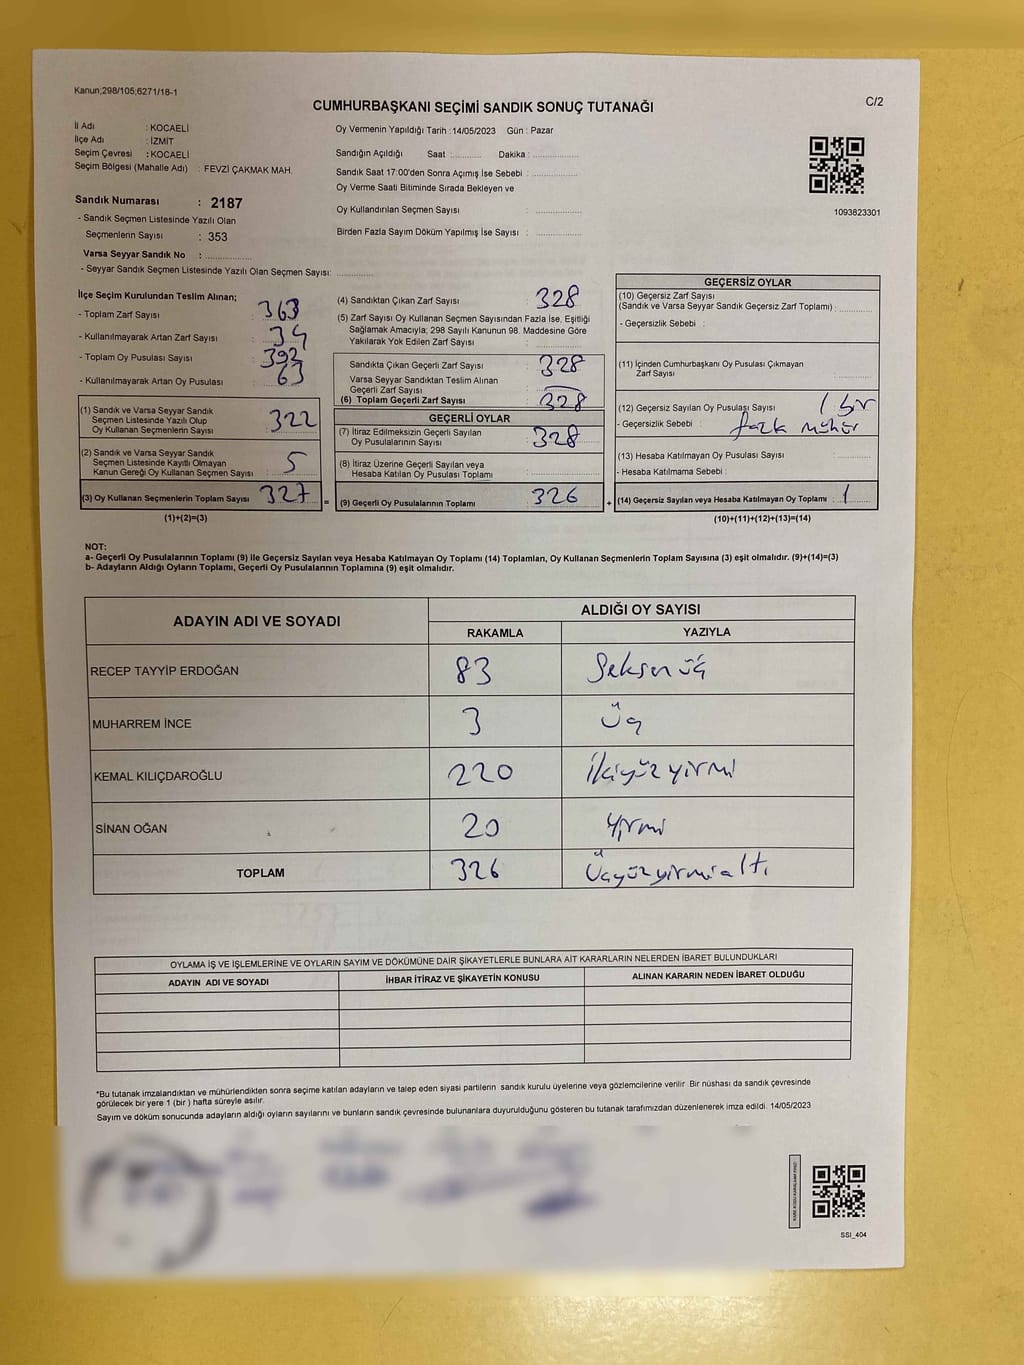 Kanun;298/105;6271/18-1
CUMHURBAŞKANI SEÇİMİ SANDIK SONUÇ TUTANAĞI
C/2
İl Adı : KOCAELİ
İlçe Adı : İZMİT
Seçim Çevresi : KOCAELİ
Seçim Bölgesi (Mahalle Adı) : FEVZİ ÇAKMAK MAH.
Sandık Numarası : 2187
- Sandık Seçmen Listesinde Yazılı Olan
Seçmenlerin Sayısı : 353
Varsa Seyyar Sandık No :
- Seyyar Sandık Seçmen Listesinde Yazılı Olan Seçmen Sayısı:
Oy Vermenin Yapıldığı Tarih : 14/05/2023 Gün : Pazar
Sandığın Açıldığı Saat : Dakika :
Sandık Saat 17:00'den Sonra Açımış İse Sebebi :
Oy Verme Saati Bitiminde Sırada Bekleyen ve
Oy Kullandırılan Seçmen Sayısı :
Birden Fazla Sayım Döküm Yapılmış İse Sayısı :
1093823301
İlçe Seçim Kurulundan Teslim Alınan;
- Toplam Zarf Sayısı : 363
- Kullanılmayarak Artan Zarf Sayısı : 34
- Toplam Oy Pusulası Sayısı : 392
- Kullanılmayarak Artan Oy Pusulası : 63
(1) Sandık ve Varsa Seyyar Sandık
Seçmen Listesinde Yazılı Olup
Oy Kullanan Seçmenlerin Sayısı : 322
(2) Sandık ve Varsa Seyyar Sandık
Seçmen Listesinde Kayıtlı Olmayan
Kanun Gereği Oy Kullanan Seçmen Sayısı : 5
(3) Oy Kullanan Seçmenlerin Toplam Sayısı : 327
(1)+(2)=(3)
(4) Sandıktan Çıkan Zarf Sayısı : 328
(5) Zarf Sayısı Oy Kullanan Seçmen Sayısından Fazla İse, Eşitliği
Sağlamak Amacıyla; 298 Sayılı Kanunun 98. Maddesine Göre
Yakılarak Yok Edilen Zarf Sayısı :
Sandıkta Çıkan Geçerli Zarf Sayısı : 328
Varsa Seyyar Sandıktan Teslim Alınan
Geçerli Zarf Sayısı :
(6) Toplam Geçerli Zarf Sayısı : 328
GEÇERLİ OYLAR
(7) İtiraz Edilmeksizin Geçerli Sayılan
Oy Pusulalarının Sayısı : 328
(8) İtiraz Üzerine Geçerli Sayılan veya
Hesaba Katılan Oy Pusulası Toplamı :
= (9) Geçerli Oy Pusulalarının Toplamı : 326
GEÇERSİZ OYLAR
(10) Geçersiz Zarf Sayısı
(Sandık ve Varsa Seyyar Sandık Geçersiz Zarf Toplamı) :
- Geçersizlik Sebebi :
(11) İçinden Cumhurbaşkanı Oy Pusulası Çıkmayan
Zarf Sayısı :
(12) Geçersiz Sayılan Oy Pusulası Sayısı : 1 bir
- Geçersizlik Sebebi : fazla mühür
(13) Hesaba Katılmayan Oy Pusulası Sayısı :
- Hesaba Katılmama Sebebi :
+ (14) Geçersiz Sayılan veya Hesaba Katılmayan Oy Toplamı : 1
(10)+(11)+(12)+(13)=(14)
NOT:
a- Geçerli Oy Pusulalarının Toplamı (9) ile Geçersiz Sayılan veya Hesaba Katılmayan Oy Toplamı (14) Toplamları, Oy Kullanan Seçmenlerin Toplam Sayısına (3) eşit olmalıdır. (9)+(14)=(3)
b- Adayların Aldığı Oyların Toplamı, Geçerli Oy Pusulalarının Toplamına (9) eşit olmalıdır.
ADAYIN ADI VE SOYADI
ALDIĞI OY SAYISI
RAKAMLA YAZIYLA
RECEP TAYYİP ERDOĞAN 83 Seksen üç
MUHARREM İNCE 3 Üç
KEMAL KILIÇDAROĞLU 220 İkiyüz yirmi
SİNAN OĞAN 20 Yirmi
TOPLAM 326 Üçyüz yirmi altı
OYLAMA İŞ VE İŞLEMLERİNE VE OYLARIN SAYIM VE DÖKÜMÜNE DAİR ŞİKAYETLERLE BUNLARA AİT KARARLARIN NELERDEN İBARET BULUNDUKLARI
ADAYIN ADI VE SOYADI İHBAR İTİRAZ VE ŞİKAYETİN KONUSU ALINAN KARARIN NEDEN İBARET OLDUĞU
*Bu tutanak imzalandıktan ve mühürlendikten sonra seçime katılan adayların ve talep eden siyasi partilerin sandık kurulu üyelerine veya gözlemcilerine verilir. Bir nüshası da sandık çevresinde
görülecek bir yere 1 (bir ) hafta süreyle asılır.
Sayım ve döküm sonucunda adayların aldığı oyların sayılarını ve bunların sandık çevresinde bulunanlara duyurulduğunu gösteren bu tutanak tarafımızdan düzenlenerek imza edildi. 14/05/2023
SSI_404